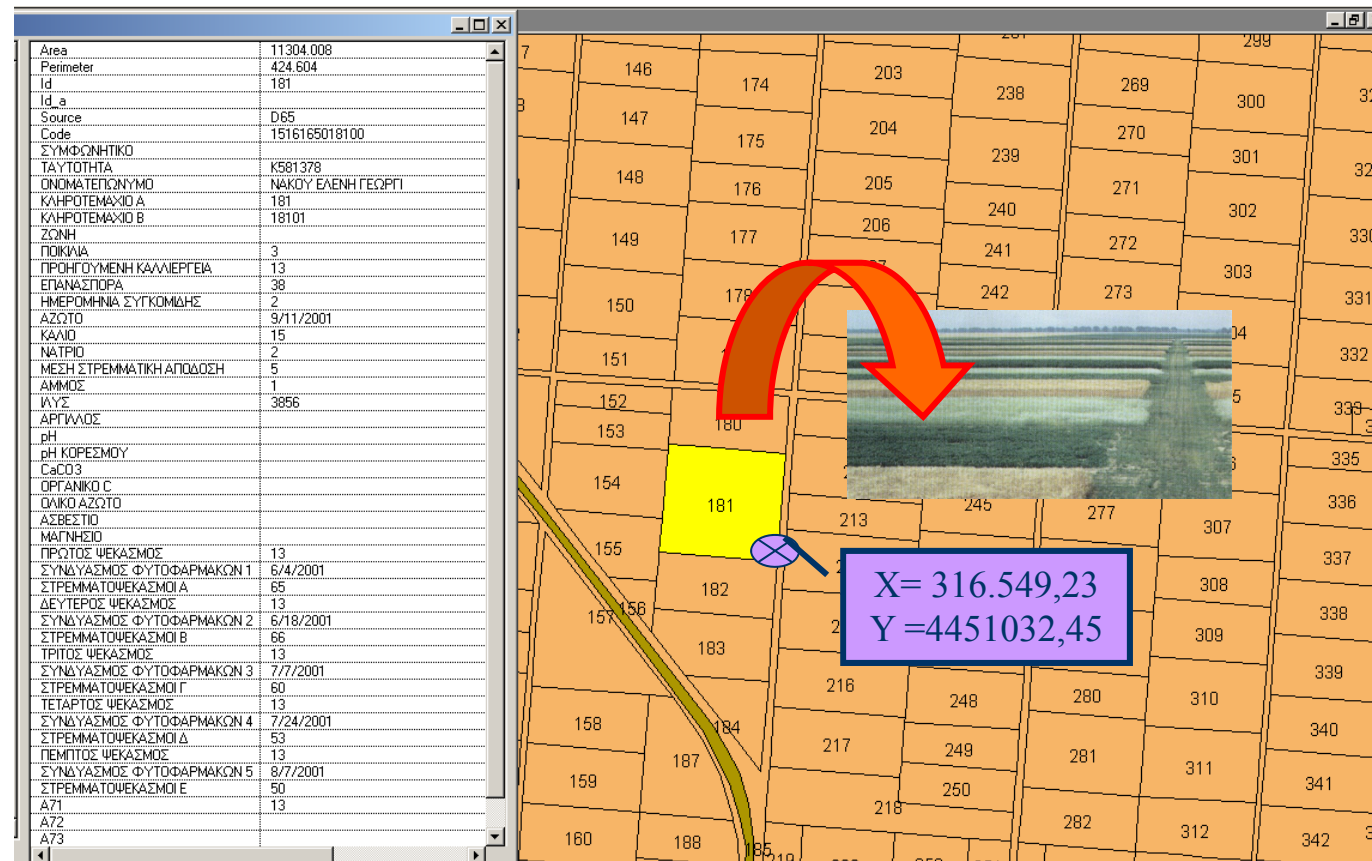 Area 11304.008
Perimeter 424.604
Id 181
Id_a
Source D65
Code 1516165018100
ΣΥΜΦΩΝΗΤΙΚΟ
ΤΑΥΤΟΤΗΤΑ Κ581378
ΟΝΟΜΑΤΕΠΩΝΥΜΟ ΝΑΚΟΥ ΕΛΕΝΗ ΓΕΩΡΓΙ
ΚΛΗΡΟΤΕΜΑΧΙΟ Α 181
ΚΛΗΡΟΤΕΜΑΧΙΟ Β 18101
ΖΩΝΗ
ΠΟΙΚΙΛΙΑ 3
ΠΡΟΗΓΟΥΜΕΝΗ ΚΑΛΛΙΕΡΓΕΙΑ 13
ΕΠΑΝΑΣΠΟΡΑ 38
ΗΜΕΡΟΜΗΝΙΑ ΣΥΓΚΟΜΙΔΗΣ 2
ΑΖΩΤΟ 9/11/2001
ΚΑΛΙΟ 15
ΝΑΤΡΙΟ 2
ΜΕΣΗ ΣΤΡΕΜΜΑΤΙΚΗ ΑΠΟΔΟΣΗ 5
ΑΜΜΟΣ 1
ΙΛΥΣ 3856
ΑΡΓΙΛΛΟΣ
pH
pH ΚΟΡΕΣΜΟΥ
CaCO3
ΟΡΓΑΝΙΚΟ C
ΟΛΙΚΟ ΑΖΩΤΟ
ΑΣΒΕΣΤΙΟ
ΜΑΓΝΗΣΙΟ
ΠΡΩΤΟΣ ΨΕΚΑΣΜΟΣ 13
ΣΥΝΔΥΑΣΜΟΣ ΦΥΤΟΦΑΡΜΑΚΩΝ 1 6/4/2001
ΣΤΡΕΜΜΑΤΟΨΕΚΑΣΜΟΙ Α 65
ΔΕΥΤΕΡΟΣ ΨΕΚΑΣΜΟΣ 13
ΣΥΝΔΥΑΣΜΟΣ ΦΥΤΟΦΑΡΜΑΚΩΝ 2 6/18/2001
ΣΤΡΕΜΜΑΤΟΨΕΚΑΣΜΟΙ Β 66
ΤΡΙΤΟΣ ΨΕΚΑΣΜΟΣ 13
ΣΥΝΔΥΑΣΜΟΣ ΦΥΤΟΦΑΡΜΑΚΩΝ 3 7/7/2001
ΣΤΡΕΜΜΑΤΟΨΕΚΑΣΜΟΙ Γ 60
ΤΕΤΑΡΤΟΣ ΨΕΚΑΣΜΟΣ 13
ΣΥΝΔΥΑΣΜΟΣ ΦΥΤΟΦΑΡΜΑΚΩΝ 4 7/24/2001
ΣΤΡΕΜΜΑΤΟΨΕΚΑΣΜΟΙ Δ 53
ΠΕΜΠΤΟΣ ΨΕΚΑΣΜΟΣ 13
ΣΥΝΔΥΑΣΜΟΣ ΦΥΤΟΦΑΡΜΑΚΩΝ 5 8/7/2001
ΣΤΡΕΜΜΑΤΟΨΕΚΑΣΜΟΙ Ε 50
Α71 13
Α72
Α73
299
146 174 203 238 269 300
147 175 204 239 270 301
148 176 205 240 271 302
149 177 206 241 272 303
150 178 242 273 331
151 332
152 180
153 335
154 181 213 245 277 307 336
155 337
182 308 338
X= 316.549,23
Y =4451032,45
156 157 183 309 339
216 248 280 310
158 184 217 249 281 311 340
159 187 250 341
218
160 188 185 282 312 342